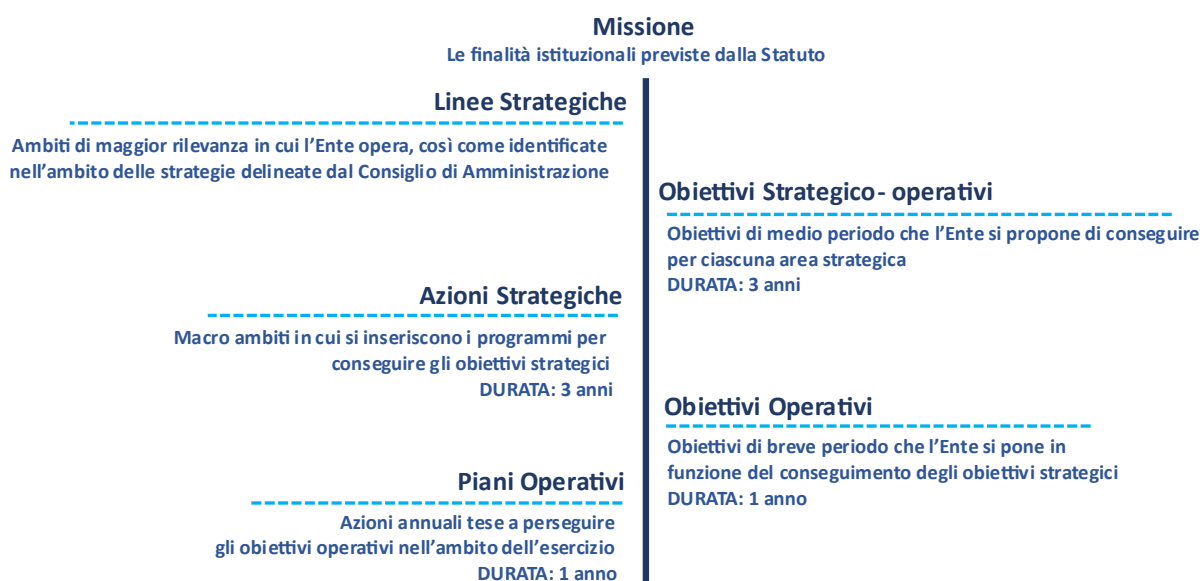 Missione
Le finalità istituzionali previste dalla Statuto
Linee Strategiche
Ambiti di maggior rilevanza in cui l’Ente opera, così come identificate
nell’ambito delle strategie delineate dal Consiglio di Amministrazione
Obiettivi Strategico- operativi
Obiettivi di medio periodo che l’Ente si propone di conseguire
per ciascuna area strategica
DURATA: 3 anni
Azioni Strategiche
Macro ambiti in cui si inseriscono i programmi per
conseguire gli obiettivi strategici
DURATA: 3 anni
Obiettivi Operativi
Obiettivi di breve periodo che l’Ente si pone in
funzione del conseguimento degli obiettivi strategici
DURATA: 1 anno
Piani Operativi
Azioni annuali tese a perseguire
gli obiettivi operativi nell’ambito dell’esercizio
DURATA: 1 anno